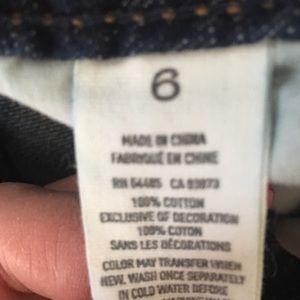 6
MADE IN CHINA
FABRIQUÉ EN CHINE
RN 54485 CA 03973
100% COTTON
EXCLUSIVE OF DECORATION
100% COTON
SANS LES DÉCORATIONS
COLOR MAY TRANSFER WHEN
NEW. WASH ONCE SEPARATELY
IN COLD WATER BEFORE